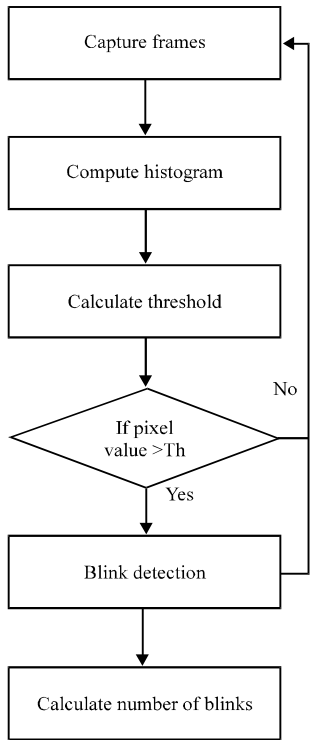 Capture frames
Compute histogram
Calculate threshold
If pixel
value >Th
No
Yes
Blink detection
Calculate number of blinks